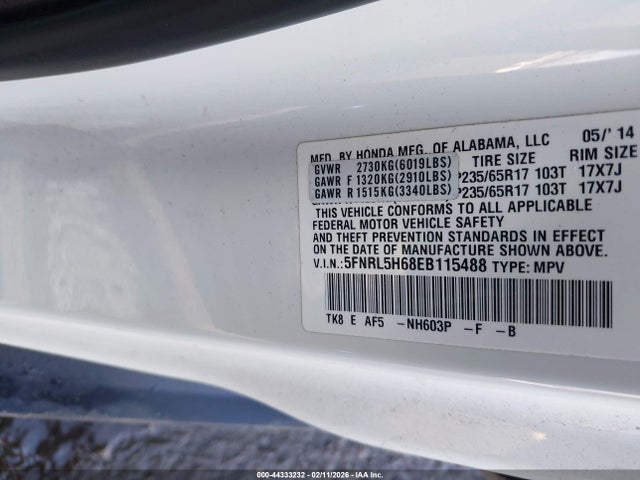 MFD. BY HONDA MFG. OF ALABAMA, LLC 05/'14
GVWR 2730KG(6019LBS) TIRE SIZE RIM SIZE
GAWR F 1320KG(2910LBS) P235/65R17 103T 17X7J
GAWR R 1515KG(3340LBS) P235/65R17 103T 17X7J
THIS VEHICLE CONFORMS TO ALL APPLICABLE
FEDERAL MOTOR VEHICLE SAFETY
AND THEFT PREVENTION STANDARDS IN EFFECT
ON THE DATE OF MANUFACTURE SHOWN ABOVE.
V.I.N.:5FNRL5H68EB115488 TYPE: MPV
TK8 E AF5 -NH603P -F -B
000-44333232 - 02/11/2026 - IAA Inc.